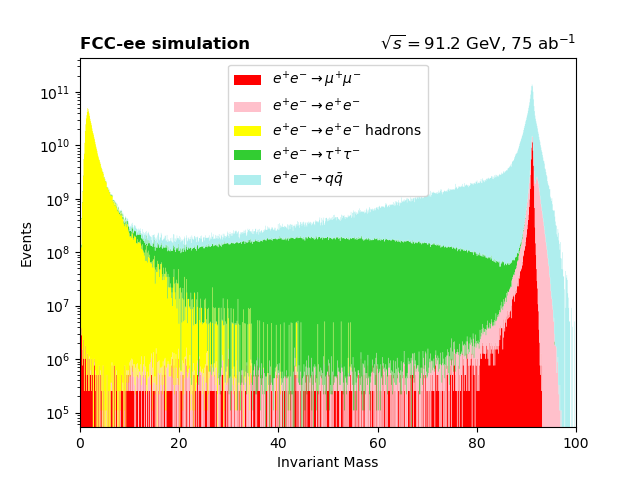 FCC-ee simulation
√s = 91.2 GeV, 75 ab⁻¹
e⁺e⁻ → μ⁺μ⁻
e⁺e⁻ → e⁺e⁻
e⁺e⁻ → e⁺e⁻ hadrons
e⁺e⁻ → τ⁺τ⁻
e⁺e⁻ → qq̄
Events
10¹¹
10¹⁰
10⁹
10⁸
10⁷
10⁶
10⁵
0 20 40 60 80 100
Invariant Mass